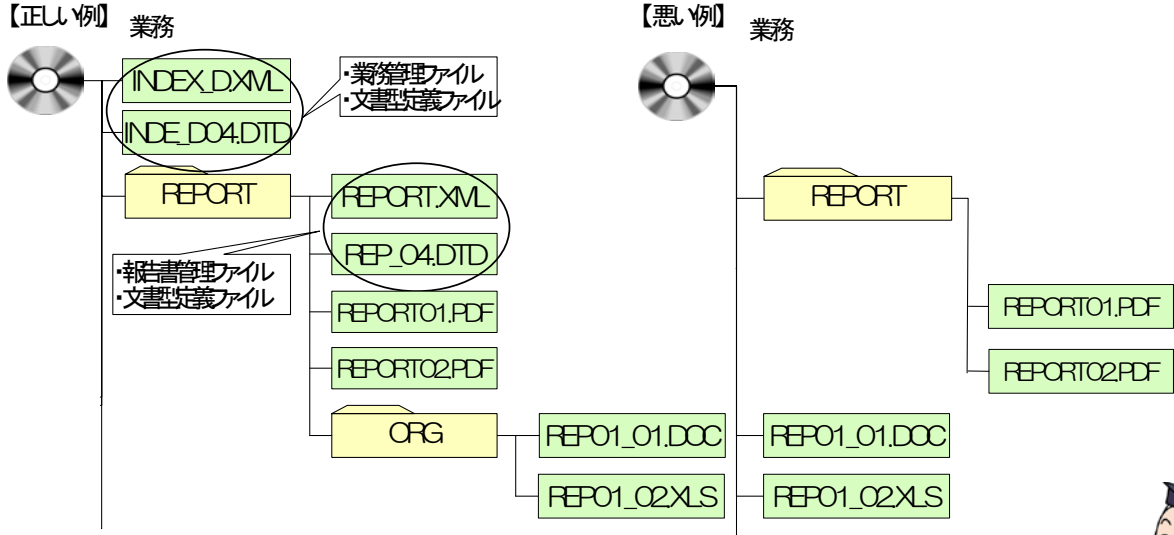 【正しい例】
業務
INDEX_D.XML
・業務管理ファイル
・文書型定義ファイル
INDE_D04.DTD
REPORT
REPORT.XML
REP_04.DTD
・報告書管理ファイル
・文書型定義ファイル
REPORT01.PDF
REPORT02.PDF
ORG
REP01_01.DOC
REP01_02.XLS
【悪い例】
業務
REPORT
REPORT01.PDF
REPORT02.PDF
REP01_01.DOC
REP01_02.XLS